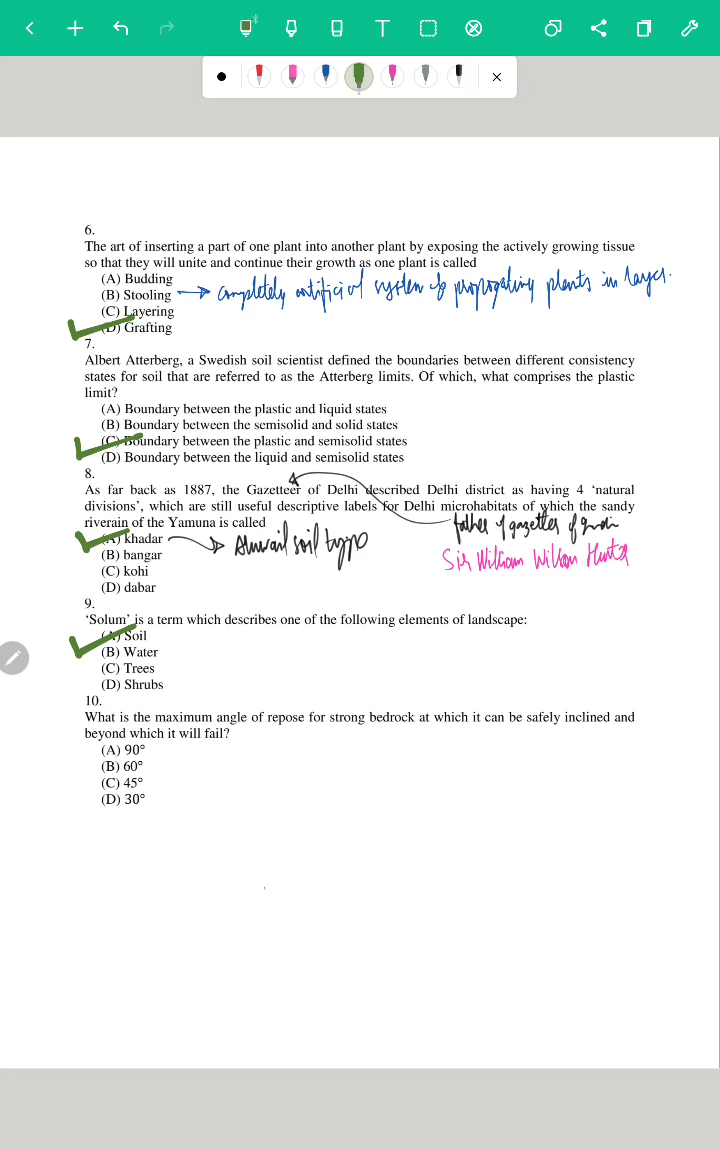 T
6.
The art of inserting a part of one plant into another plant by exposing the actively growing tissue
so that they will unite and continue their growth as one plant is called
(A) Budding
(B) Stooling → completely artificial system of propogating plants in layer.
(C) Layering
(D) Grafting
7.
Albert Atterberg, a Swedish soil scientist defined the boundaries between different consistency
states for soil that are referred to as the Atterberg limits. Of which, what comprises the plastic
limit?
(A) Boundary between the plastic and liquid states
(B) Boundary between the semisolid and solid states
(C) Boundary between the plastic and semisolid states
(D) Boundary between the liquid and semisolid states
8.
As far back as 1887, the Gazetteer of Delhi described Delhi district as having 4 ‘natural
divisions’, which are still useful descriptive labels for Delhi microhabitats of which the sandy
riverain of the Yamuna is called
father of gazetter of
(A) khadar → soil type
Sir William Wilson
(B) bangar
(C) kohi
(D) dabar
9.
‘Solum’ is a term which describes one of the following elements of landscape:
(A) Soil
(B) Water
(C) Trees
(D) Shrubs
10.
What is the maximum angle of repose for strong bedrock at which it can be safely inclined and
beyond which it will fail?
(A) 90°
(B) 60°
(C) 45°
(D) 30°